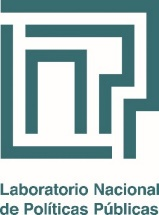 Laboratorio Nacional
de Políticas Públicas